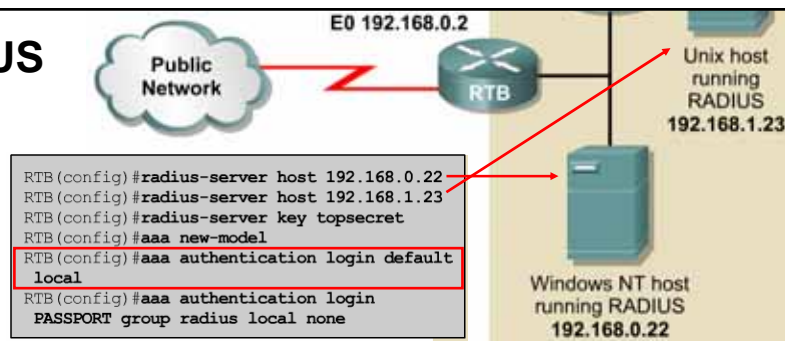 US
E0 192.168.0.2
Public
Network
RTB
Unix host
running
RADIUS
192.168.1.23
RTB(config)#radius-server host 192.168.0.22
RTB(config)#radius-server host 192.168.1.23
RTB(config)#radius-server key topsecret
RTB(config)#aaa new-model
RTB(config)#aaa authentication login default
local
RTB(config)#aaa authentication login
PASSPORT group radius local none
Windows NT host
running RADIUS
192.168.0.22